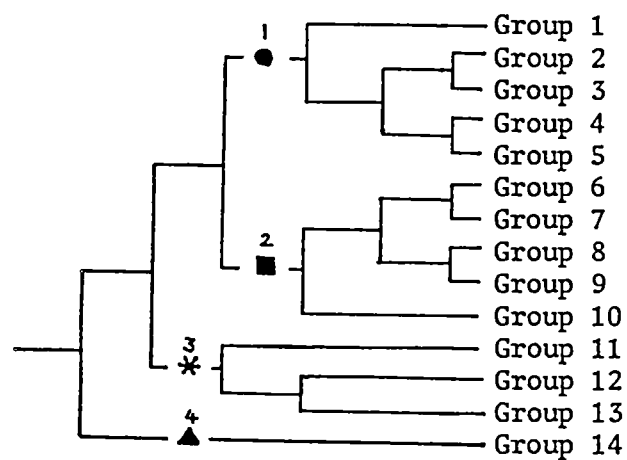 1
Group 1
Group 2
Group 3
Group 4
Group 5
2
Group 6
Group 7
Group 8
Group 9
Group 10
3
Group 11
Group 12
Group 13
4
Group 14